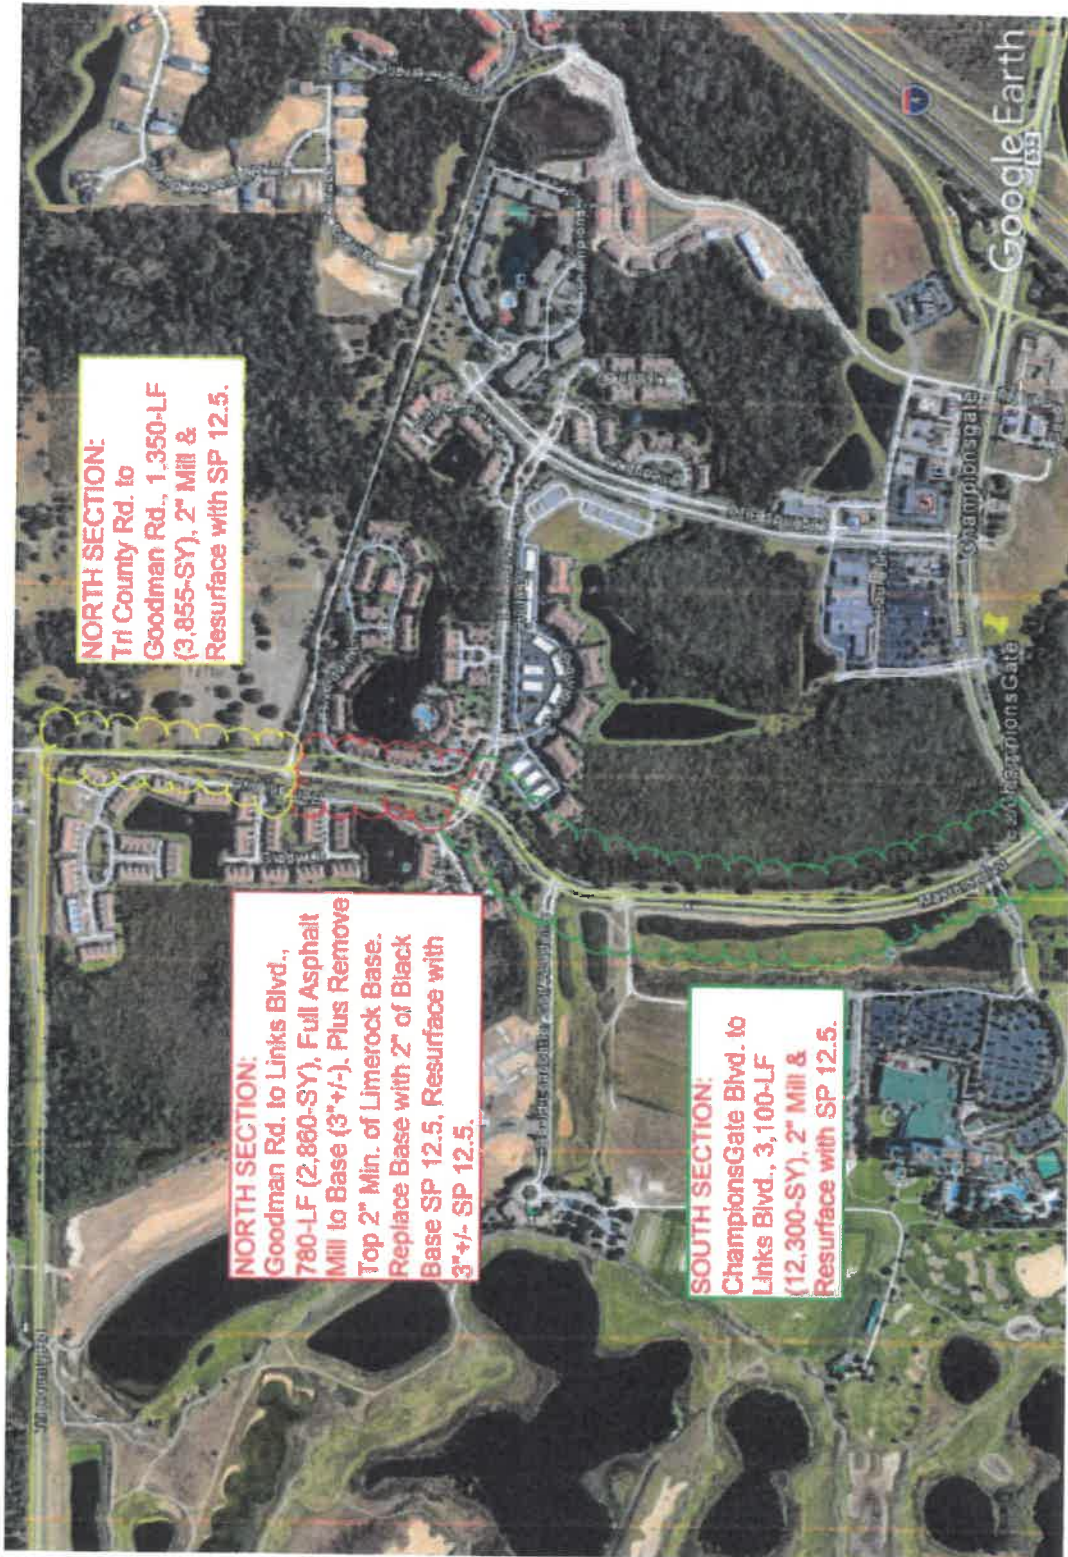 NORTH SECTION:
Tri County Rd. to
Goodman Rd., 1,350-LF
(3,855-SY), 2" Mill &
Resurface with SP 12.5.
NORTH SECTION:
Goodman Rd. to Links Blvd.,
780-LF (2,860-SY), Full Asphalt
Mill to Base (3"+/-), Plus Remove
Top 2" Min. of Limerock Base.
Replace Base with 2" of Black
Base SP 12.5, Resurface with
3"+/- SP 12.5.
SOUTH SECTION:
ChampionsGate Blvd. to
Links Blvd., 3,100-LF
(12,300-SY), 2" Mill &
Resurface with SP 12.5.
Google Earth
532
4
ChampionsGate
Championsgate